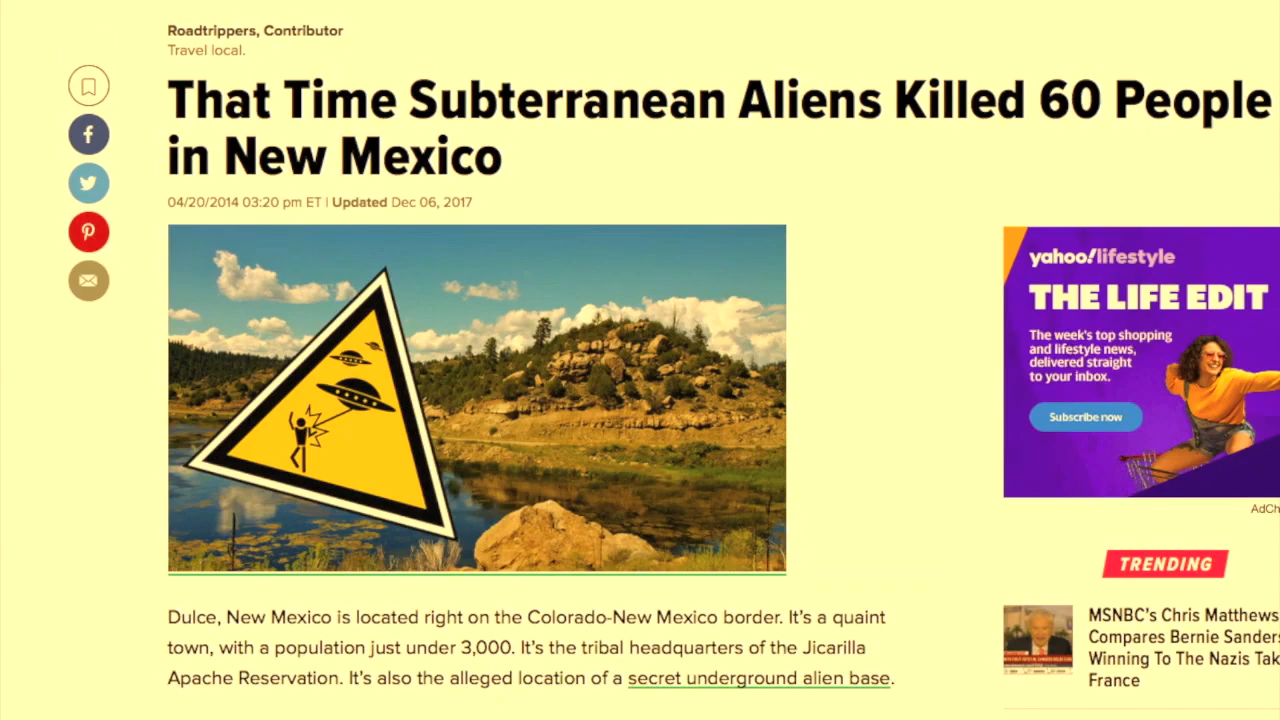 Roadtrippers, Contributor
Travel local.
That Time Subterranean Aliens Killed 60 People
in New Mexico
04/20/2014 03:20 pm ET | Updated Dec 06, 2017
Dulce, New Mexico is located right on the Colorado-New Mexico border. It's a quaint
town, with a population just under 3,000. It's the tribal headquarters of the Jicarilla
Apache Reservation. It's also the alleged location of a secret underground alien base.
yahoo!lifestyle
THE LIFE EDIT
The week's top shopping
and lifestyle news,
delivered straight
to your inbox.
Subscribe now
AdCh
TRENDING
MSNBC's Chris Matthews
Compares Bernie Sanders
Winning To The Nazis Tak
France